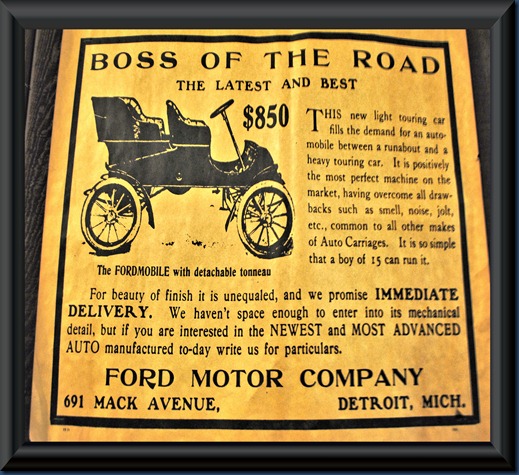 BOSS OF THE ROAD
THE LATEST AND BEST
$850
THIS new light touring car
fills the demand for an auto-
mobile between a runabout and a
heavy touring car. It is positively
the most perfect machine on the
market, having overcome all draw-
backs such as smell, noise, jolt,
etc., common to all other makes
of Auto Carriages. It is so simple
that a boy of 15 can run it.
The FORDMOBILE with detachable tonneau
For beauty of finish it is unequaled, and we promise IMMEDIATE
DELIVERY. We haven't space enough to enter into its mechanical
detail, but if you are interested in the NEWEST and MOST ADVANCED
AUTO manufactured to-day write us for particulars.
FORD MOTOR COMPANY
691 MACK AVENUE, DETROIT, MICH.